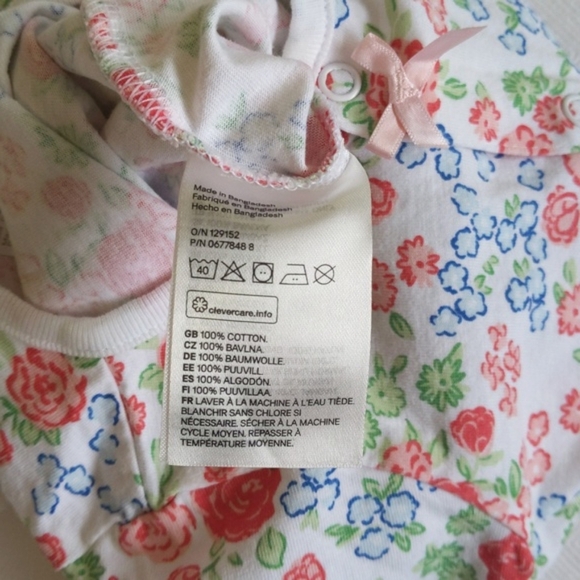 Made in Bangladesh
Fabriqué en Bangladesh
Hecho en Bangladesh
O/N 129152
P/N 0677848 8
40
clevercare.info
GB 100% COTTON.
CZ 100% BAVLNA.
DE 100% BAUMWOLLE.
EE 100% PUUVILL.
ES 100% ALGODÓN.
FI 100% PUUVILLAA.
FR LAVER À LA MACHINE À L'EAU TIÈDE.
BLANCHIR SANS CHLORE SI
NÉCESSAIRE. SÉCHER À LA MACHINE
CYCLE MOYEN. REPASSER À
TEMPÉRATURE MOYENNE.